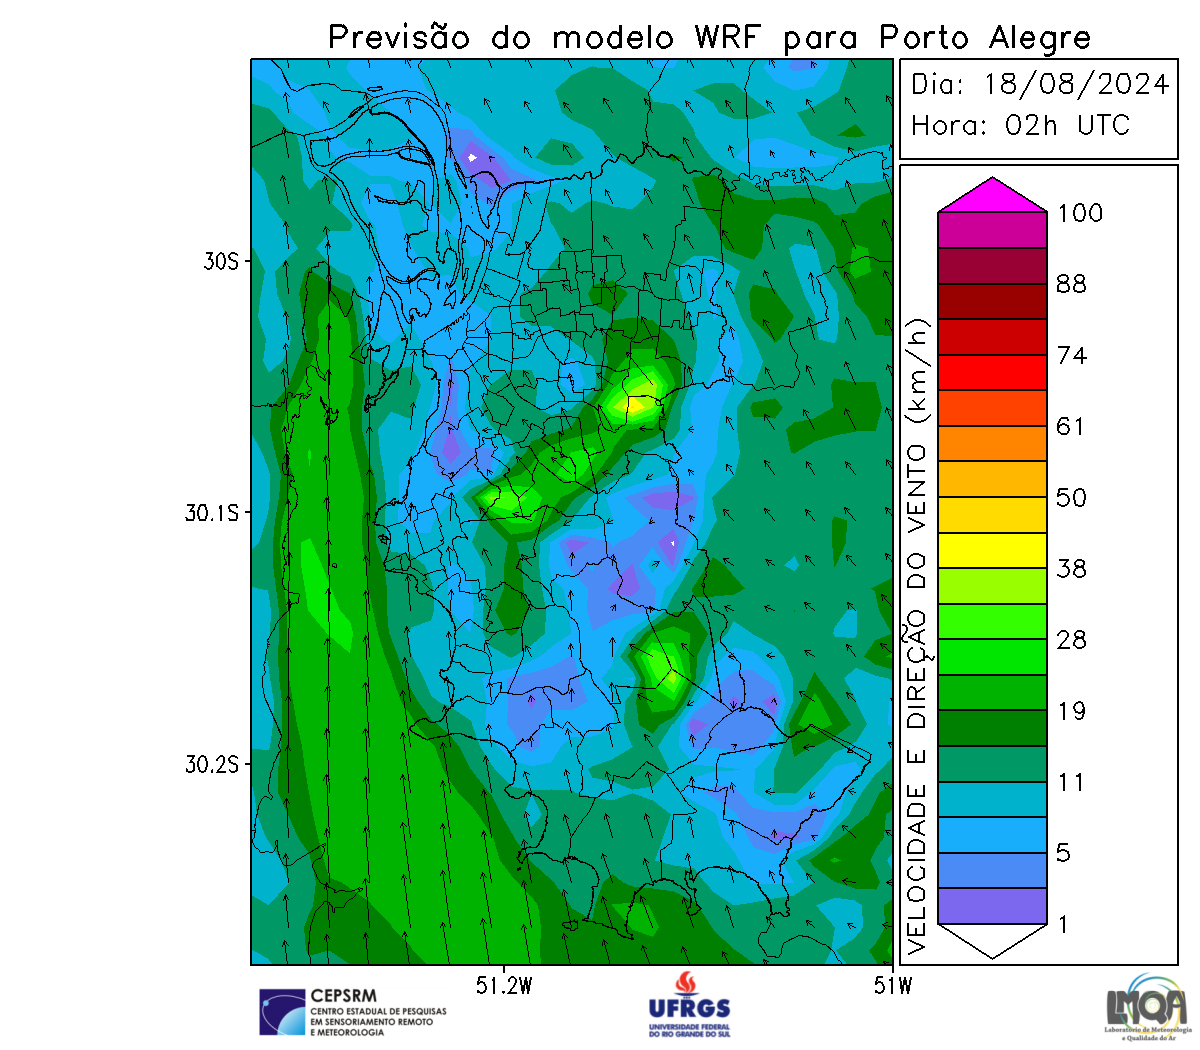 Previsão do modelo WRF para Porto Alegre
Dia: 18/08/2024
Hora: 02h UTC
30S
30.1S
30.2S
51.2W
51W
VELOCIDADE E DIREÇÃO DO VENTO (km/h)
100
88
74
61
50
38
28
19
11
5
1
CEPSRM
CENTRO ESTADUAL DE PESQUISAS
EM SENSORIAMENTO REMOTO
E METEOROLOGIA
UFRGS
UNIVERSIDADE FEDERAL
DO RIO GRANDE DO SUL
LMQA
Laboratório de Meteorologia
e Qualidade do Ar